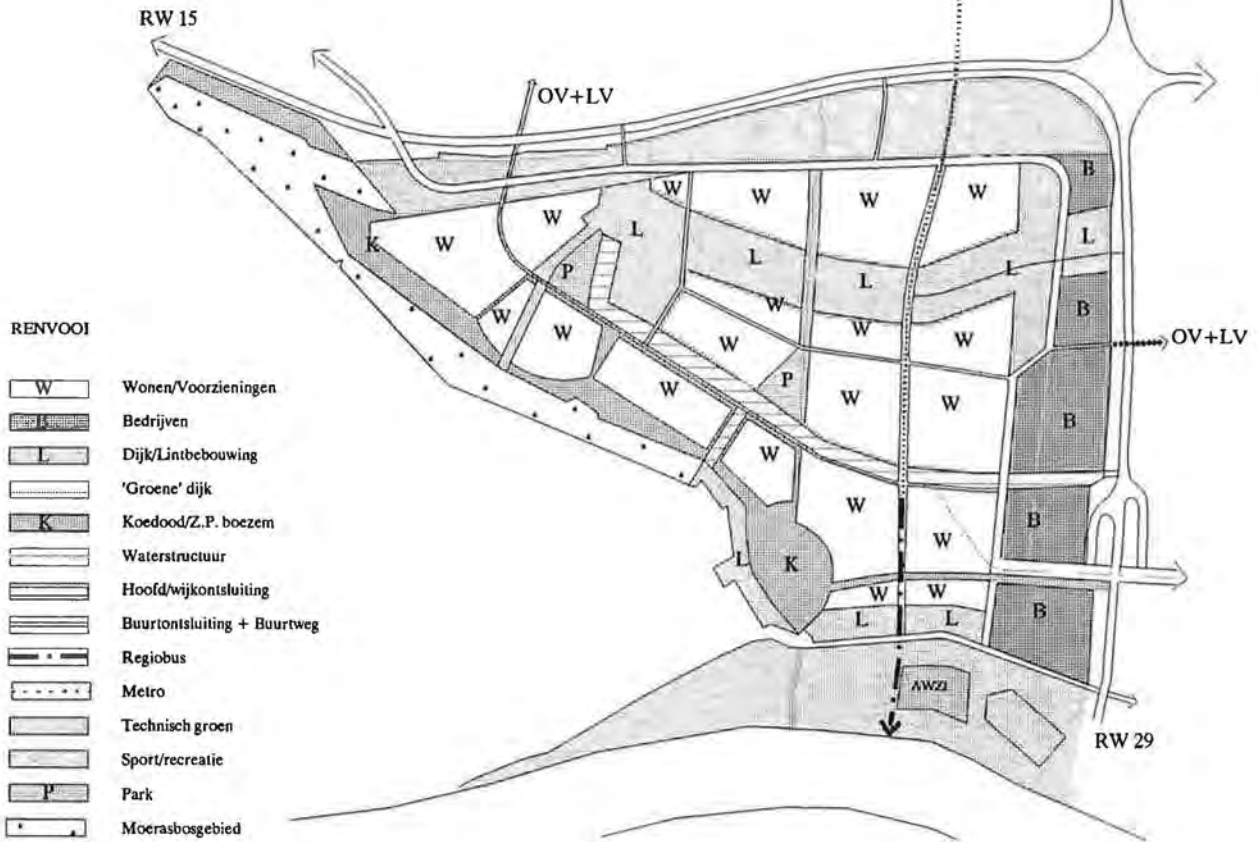 RW 15
OV+LV
W
W
W
W
W
W
L
B
K
P
L
L
L
L
W
RENVOOI
W
W
W
W
B
OV+LV
W Wonen/Voorzieningen
W
P
W
W
B Bedrijven
B
L Dijk/Lintbebouwing
W
'Groene' dijk
W
K Koedood/Z.P. boezem
B
Waterstructuur
L
K
W
Hoofd/wijkontsluiting
W
W
B
Buurtontsluiting + Buurtweg
L
L
Regiobus
Metro
AWZI
Technisch groen
RW 29
Sport/recreatie
P Park
Moerasbosgebied